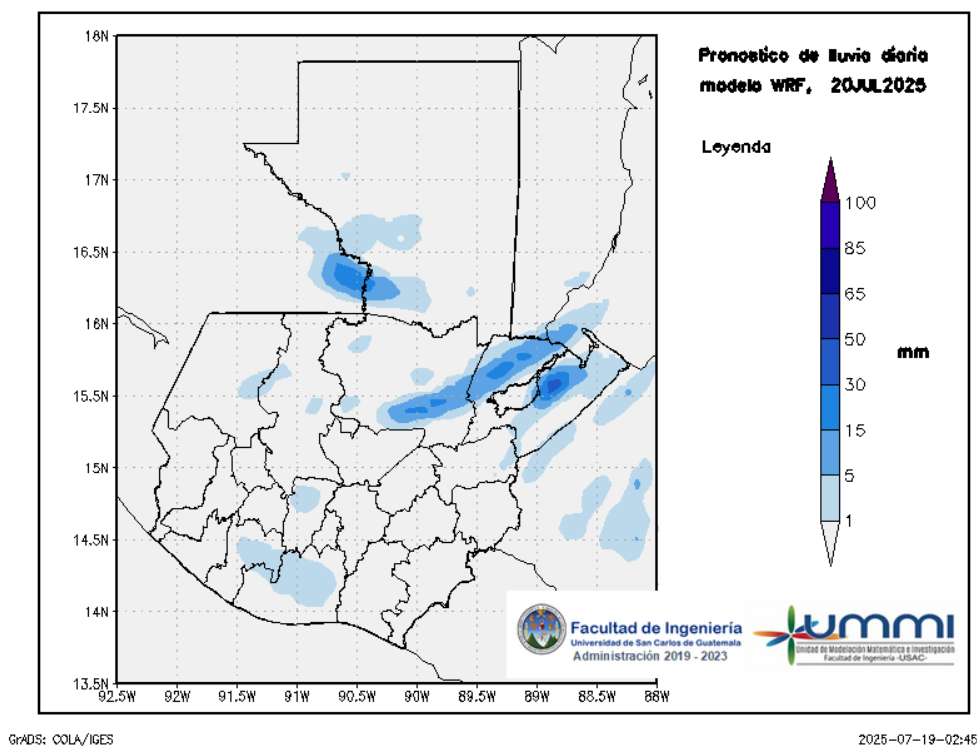 Pronostico de lluvia diaria
modelo WRF, 20JUL2025
Leyenda
100
85
65
50
30
15
5
1
mm
18N
17.5N
17N
16.5N
16N
15.5N
15N
14.5N
14N
13.5N
92.5W 92W 91.5W 91W 90.5W 90W 89.5W 89W 88.5W 88W
Facultad de Ingeniería
Universidad de San Carlos de Guatemala
Administración 2019 - 2023
ummi
Unidad de Modelación Matemática e Investigación
Facultad de Ingeniería -USAC-
GrADS: COLA/IGES
2025-07-19-02:45